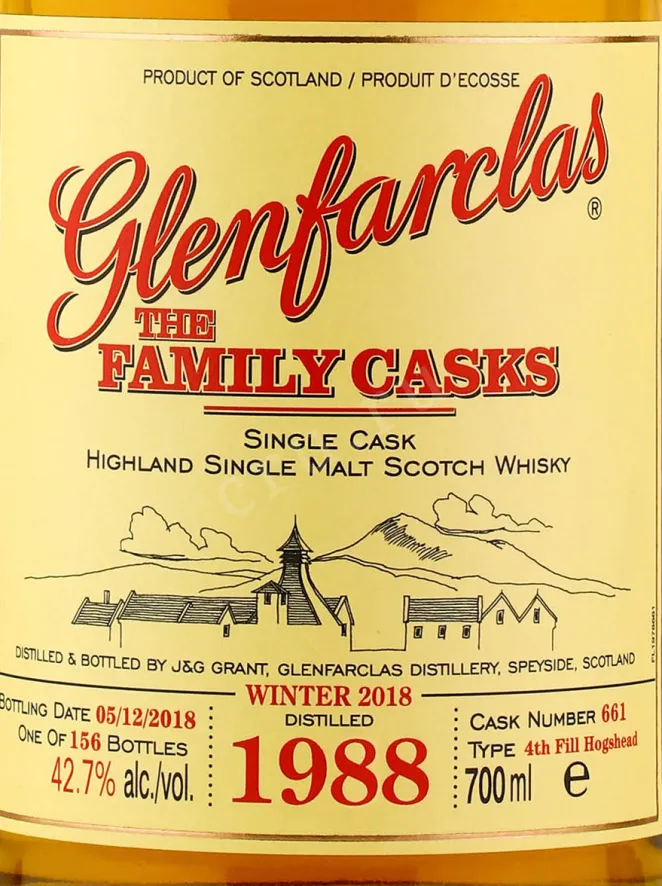 PRODUCT OF SCOTLAND / PRODUIT D'ECOSSE
Glenfarclas ®
THE
FAMILY CASKS
SINGLE CASK
HIGHLAND SINGLE MALT SCOTCH WHISKY
DISTILLED & BOTTLED BY J&G GRANT, GLENFARCLAS DISTILLERY, SPEYSIDE, SCOTLAND
WINTER 2018
BOTTLING DATE 05/12/2018
ONE OF 156 BOTTLES
42.7% alc./vol.
DISTILLED
1988
CASK NUMBER 661
TYPE 4th Fill Hogshead
700ml e